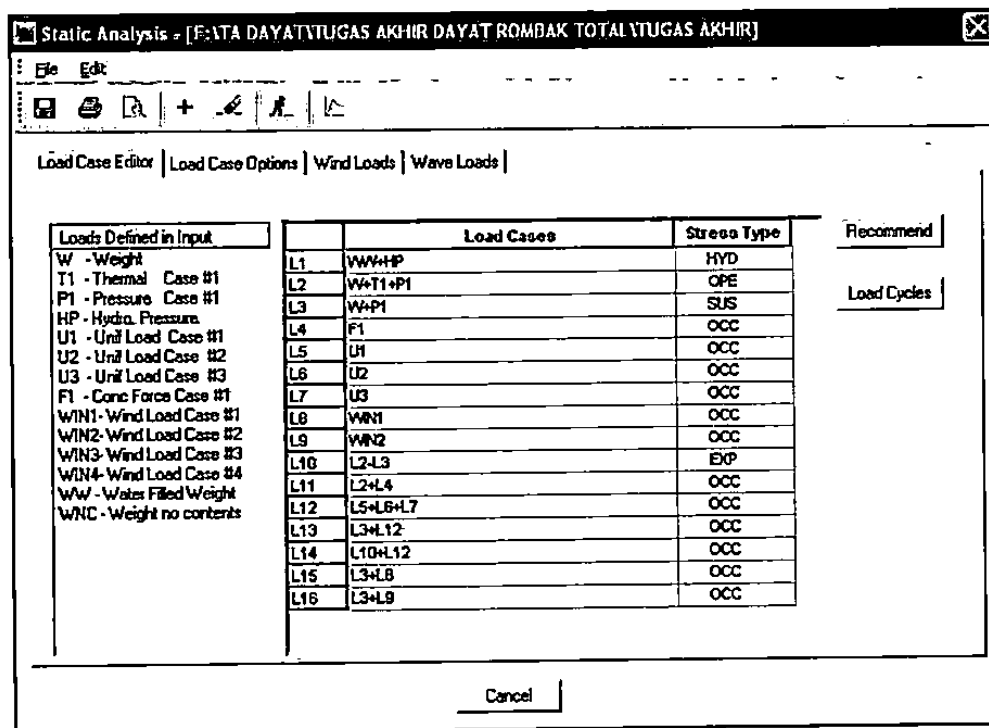 Static Analysis - [F:\TA DAYAT\TUGAS AKHIR DAYAT ROMBAK TOTAL\TUGAS AKHIR]
File Edit
Load Case Editor Load Case Options Wind Loads Wave Loads
Loads Defined in Input
W - Weight
T1 - Thermal Case #1
P1 - Pressure Case #1
HP - Hydro. Pressure
U1 - Unif Load Case #1
U2 - Unif Load Case #2
U3 - Unif Load Case #3
F1 - Conc Force Case #1
WIN1- Wind Load Case #1
WIN2- Wind Load Case #2
WIN3- Wind Load Case #3
WIN4- Wind Load Case #4
WW - Water Filled Weight
WNC - Weight no contents
Load Cases Stress Type
L1 WW+HP HYD
L2 W+T1+P1 OPE
L3 W+P1 SUS
L4 F1 OCC
L5 U1 OCC
L6 U2 OCC
L7 U3 OCC
L8 WIN1 OCC
L9 WIN2 OCC
L10 L2-L3 EXP
L11 L2+L4 OCC
L12 L5+L6+L7 OCC
L13 L3+L12 OCC
L14 L10+L12 OCC
L15 L3+L8 OCC
L16 L3+L9 OCC
Recommend
Load Cycles
Cancel